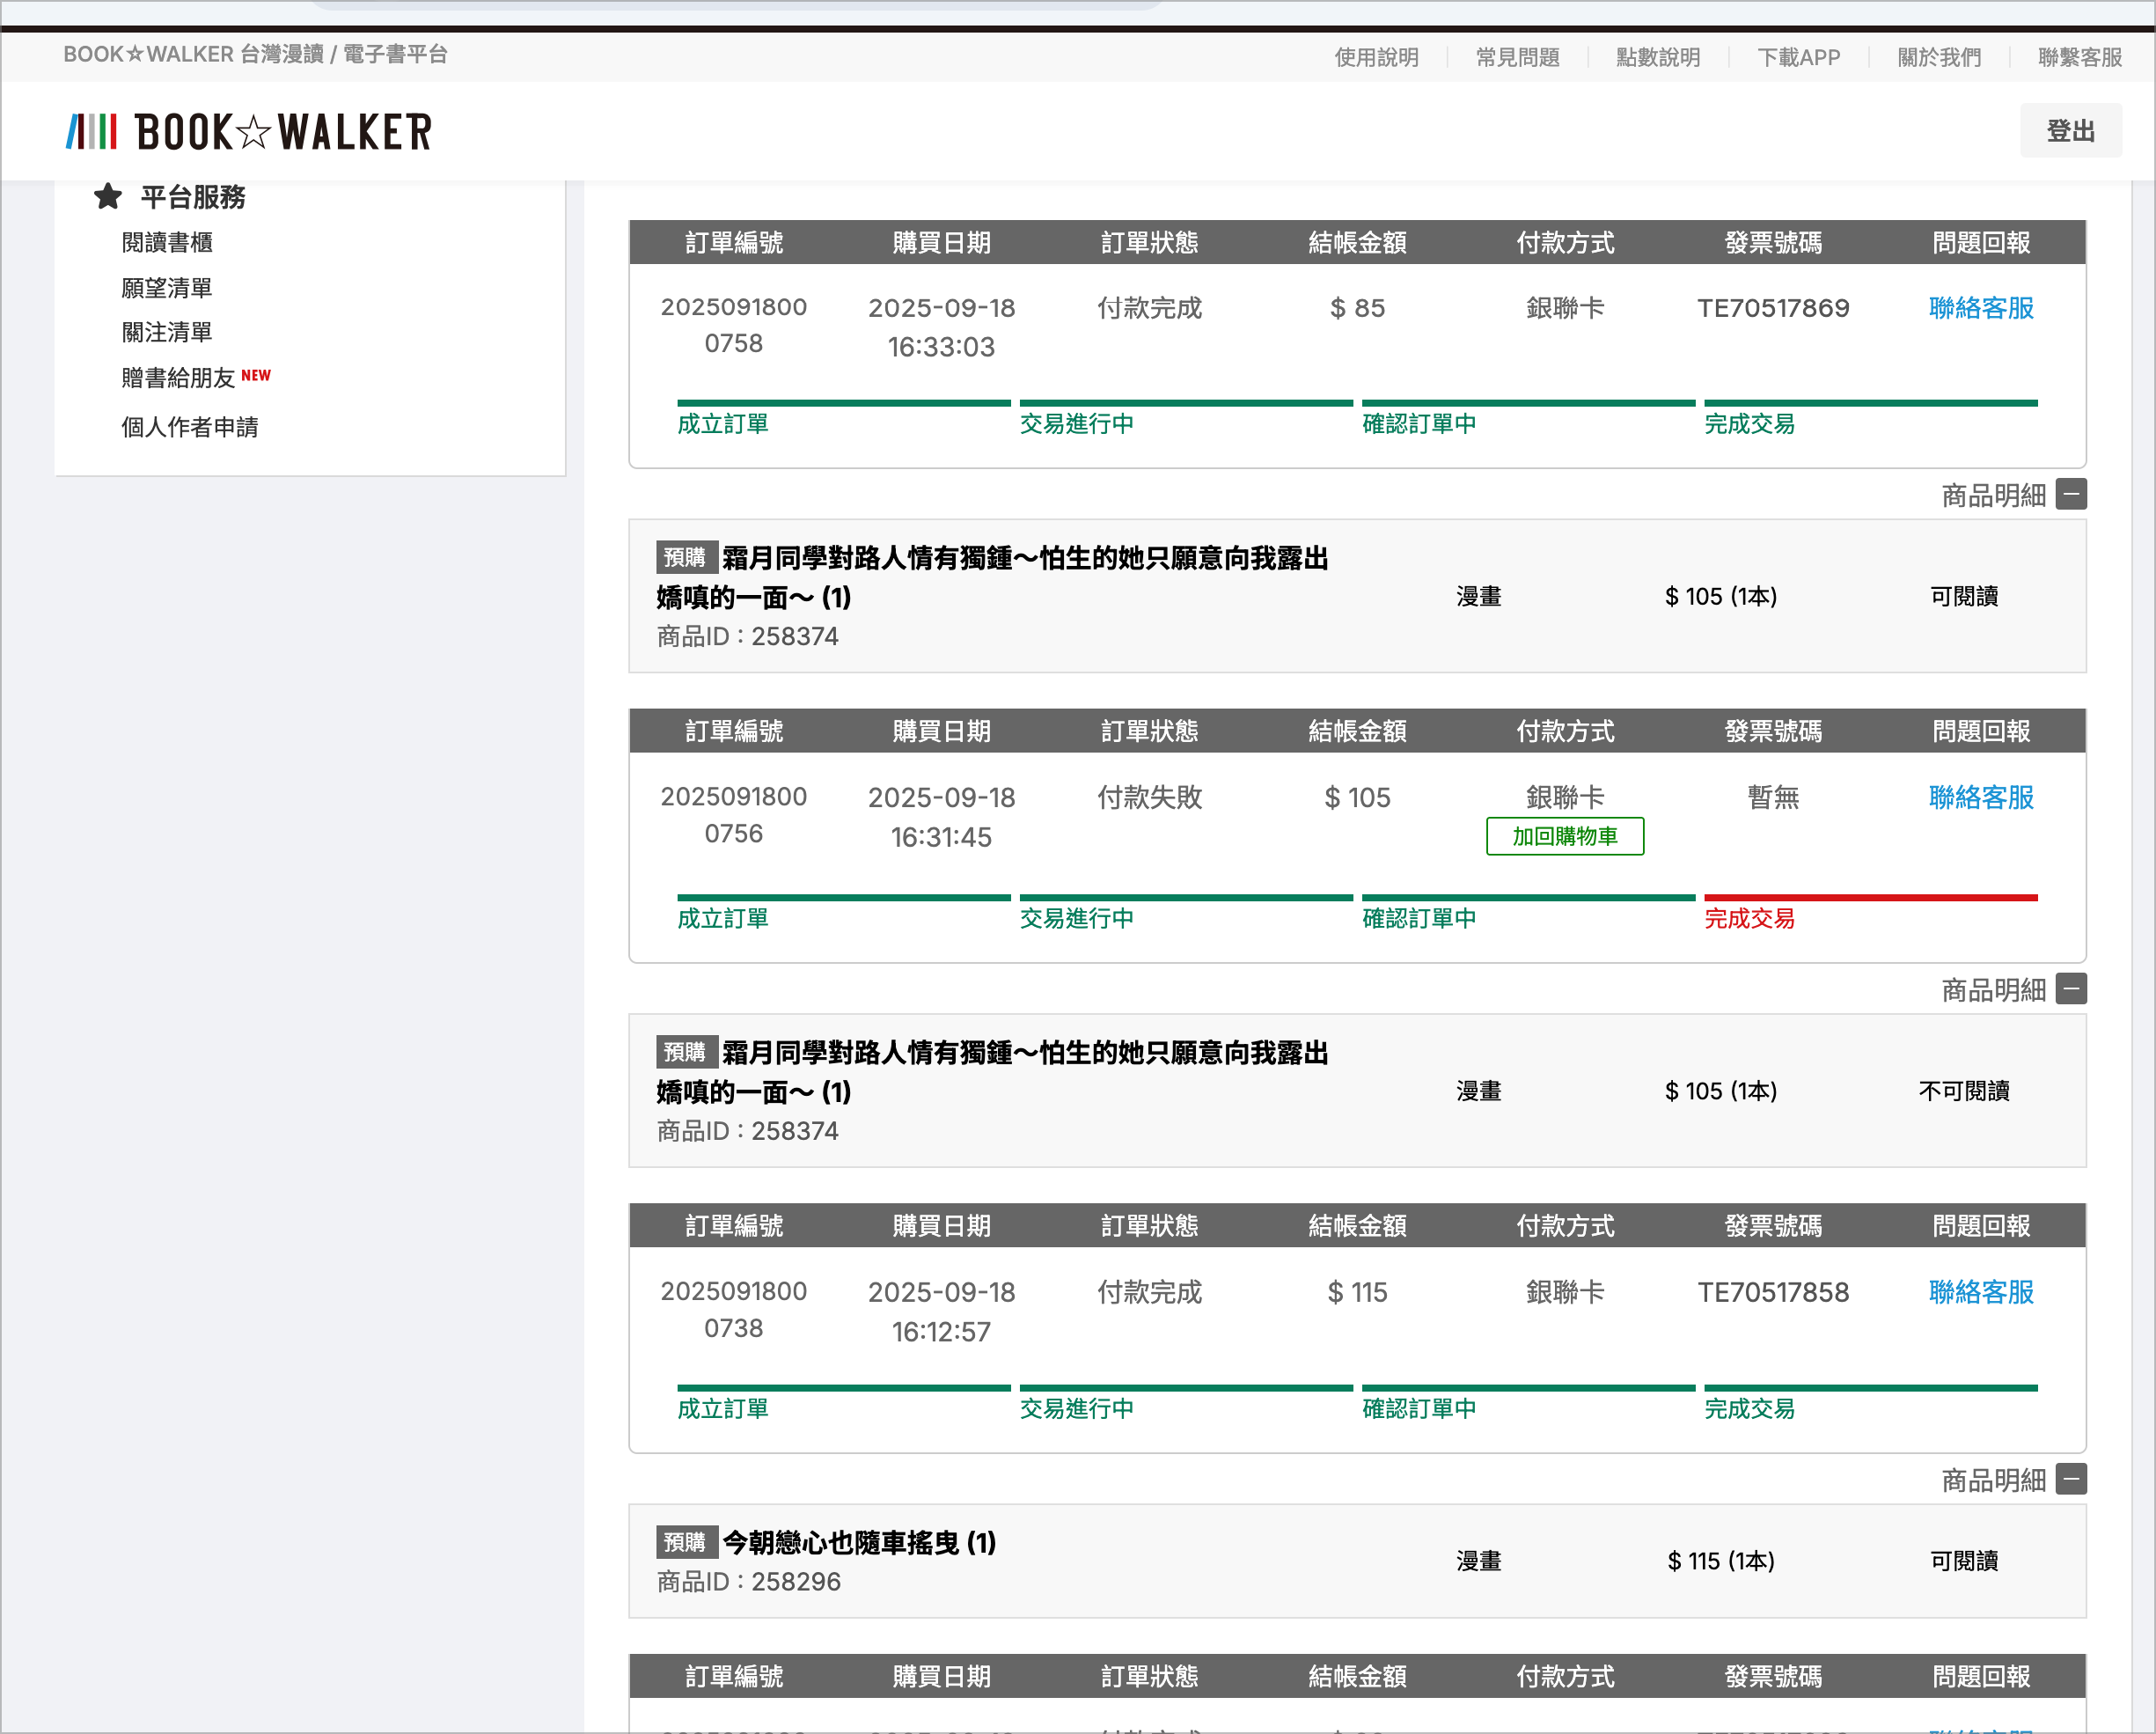 BOOK☆WALKER 台灣漫讀 / 電子書平台
使用說明
常見問題
點數說明
下載APP
關於我們
聯繫客服
BOOK☆WALKER
登出
平台服務
閱讀書櫃
願望清單
關注清單
贈書給朋友 NEW
個人作者申請
訂單編號 購買日期 訂單狀態 結帳金額 付款方式 發票號碼 問題回報
2025091800 2025-09-18 付款完成 $ 85 銀聯卡 TE70517869 聯絡客服
0758 16:33:03
成立訂單 交易進行中 確認訂單中 完成交易
商品明細
預購 霜月同學對路人情有獨鍾～怕生的她只願意向我露出
嬌嗔的一面～ (1) 漫畫 $ 105 (1本) 可閱讀
商品ID : 258374
訂單編號 購買日期 訂單狀態 結帳金額 付款方式 發票號碼 問題回報
2025091800 2025-09-18 付款失敗 $ 105 銀聯卡 暫無 聯絡客服
0756 16:31:45 加回購物車
成立訂單 交易進行中 確認訂單中 完成交易
商品明細
預購 霜月同學對路人情有獨鍾～怕生的她只願意向我露出
嬌嗔的一面～ (1) 漫畫 $ 105 (1本) 不可閱讀
商品ID : 258374
訂單編號 購買日期 訂單狀態 結帳金額 付款方式 發票號碼 問題回報
2025091800 2025-09-18 付款完成 $ 115 銀聯卡 TE70517858 聯絡客服
0738 16:12:57
成立訂單 交易進行中 確認訂單中 完成交易
商品明細
預購 今朝戀心也隨車搖曳 (1) 漫畫 $ 115 (1本) 可閱讀
商品ID : 258296
訂單編號 購買日期 訂單狀態 結帳金額 付款方式 發票號碼 問題回報